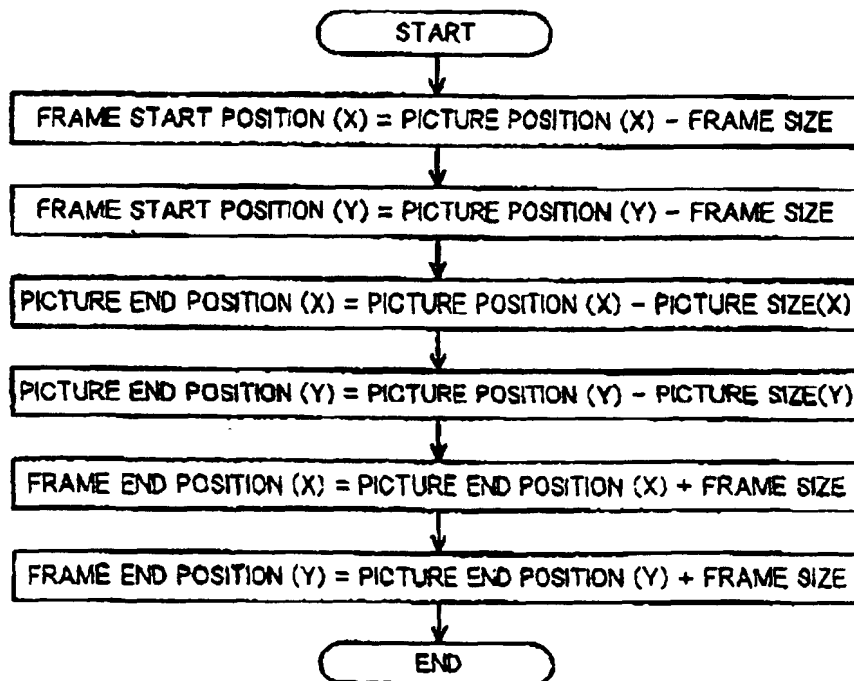 START
FRAME START POSITION (X) = PICTURE POSITION (X) - FRAME SIZE
FRAME START POSITION (Y) = PICTURE POSITION (Y) - FRAME SIZE
PICTURE END POSITION (X) = PICTURE POSITION (X) - PICTURE SIZE(X)
PICTURE END POSITION (Y) = PICTURE POSITION (Y) - PICTURE SIZE(Y)
FRAME END POSITION (X) = PICTURE END POSITION (X) + FRAME SIZE
FRAME END POSITION (Y) = PICTURE END POSITION (Y) + FRAME SIZE
END